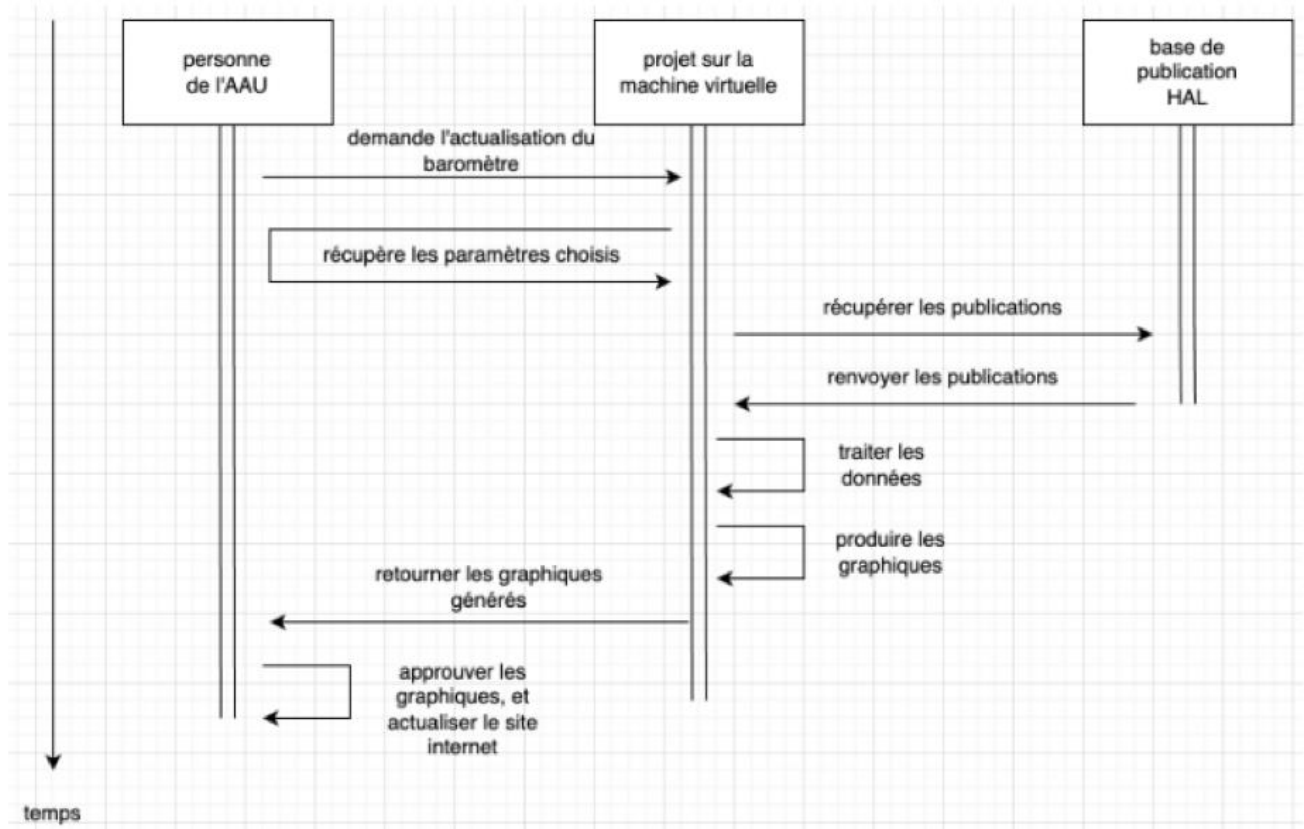 personne
de l'AAU
projet sur la
machine virtuelle
base de
publication
HAL
demande l'actualisation du
baromètre
récupère les paramètres choisis
récupérer les publications
renvoyer les publications
traiter les
données
produire les
graphiques
retourner les graphiques
générés
approuver les
graphiques, et
actualiser le site
internet
temps